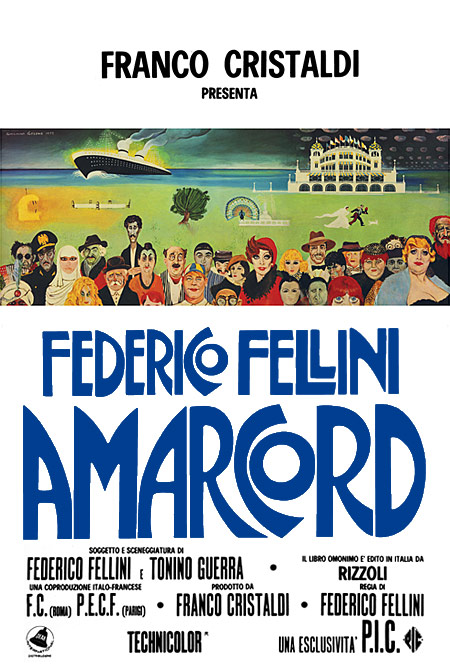 FRANCO CRISTALDI
PRESENTA
FEDERICO FELLINI
AMARCORD
SOGGETTO E SCENEGGIATURA DI
FEDERICO FELLINI E TONINO GUERRA
IL LIBRO OMONIMO È EDITO IN ITALIA DA
RIZZOLI
UNA COPRODUZIONE ITALO-FRANCESE
F.C. (ROMA) P.E.C.F. (PARIGI)
PRODOTTO DA
FRANCO CRISTALDI
REGIA DI
FEDERICO FELLINI
TECHNICOLOR
UNA ESCLUSIVITA' P.I.C. PIC